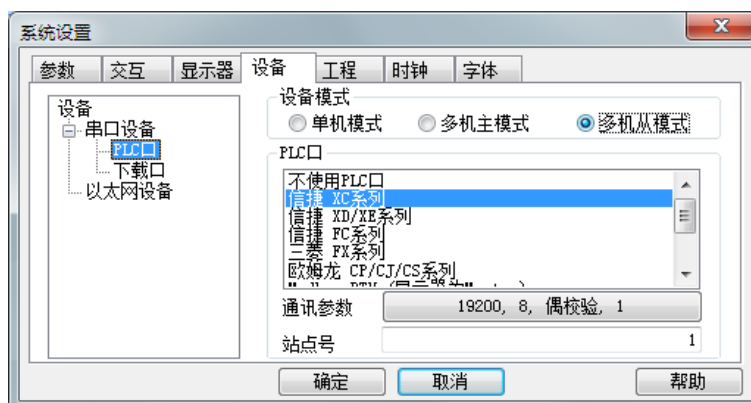 系统设置
参数 交互 显示器 设备 工程 时钟 字体
设备
串口设备
PLC口
下载口
以太网设备
设备模式
单机模式 多机主模式 多机从模式
PLC口
不使用PLC口
信捷 XC系列
信捷 XD/XE系列
信捷 FC系列
三菱 FX系列
欧姆龙 CP/CJ/CS系列
通讯参数 19200, 8, 偶校验, 1
站点号 1
确定 取消 帮助